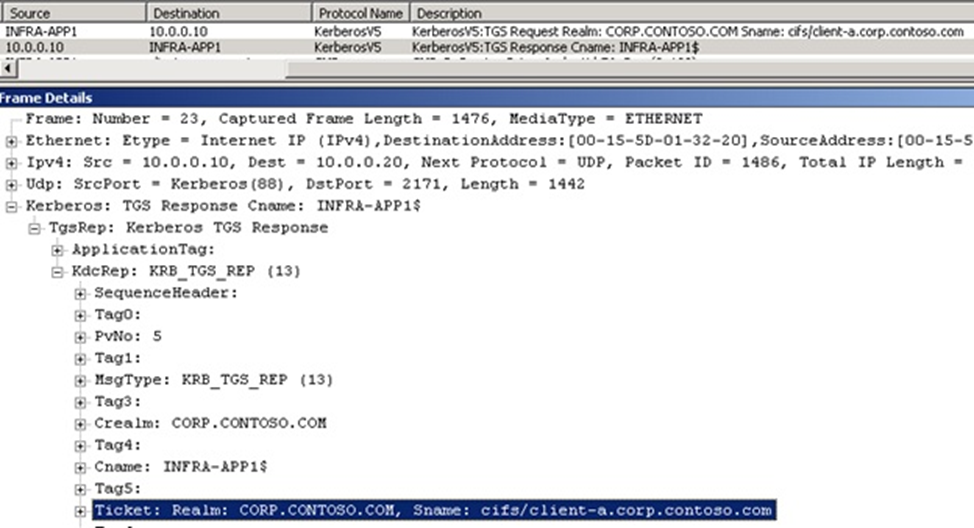 Source Destination Protocol Name Description
INFRA-APP1 10.0.0.10 KerberosV5 KerberosV5:TGS Request Realm: CORP.CONTOSO.COM Sname: cifs/client-a.corp.contoso.com
10.0.0.10 INFRA-APP1 KerberosV5 KerberosV5:TGS Response Cname: INFRA-APP1$
Frame Details
Frame: Number = 23, Captured Frame Length = 1476, MediaType = ETHERNET
Ethernet: Etype = Internet IP (IPv4),DestinationAddress:[00-15-5D-01-32-20],SourceAddress:[00-15-5
Ipv4: Src = 10.0.0.10, Dest = 10.0.0.20, Next Protocol = UDP, Packet ID = 1486, Total IP Length =
Udp: SrcPort = Kerberos(88), DstPort = 2171, Length = 1442
Kerberos: TGS Response Cname: INFRA-APP1$
TgsRep: Kerberos TGS Response
ApplicationTag:
KdcRep: KRB_TGS_REP (13)
SequenceHeader:
Tag0:
PvNo: 5
Tag1:
MsgType: KRB_TGS_REP (13)
Tag3:
Crealm: CORP.CONTOSO.COM
Tag4:
Cname: INFRA-APP1$
Tag5:
Ticket: Realm: CORP.CONTOSO.COM, Sname: cifs/client-a.corp.contoso.com